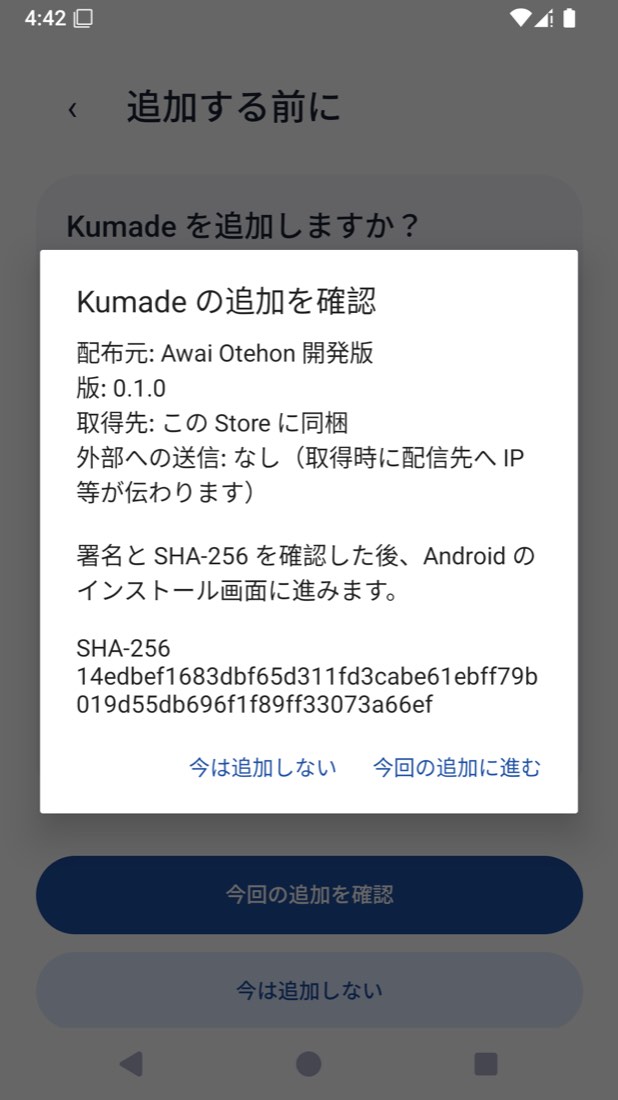 4:42
追加する前に
Kumade を追加しますか？
Kumade の追加を確認
配布元: Awai Otehon 開発版
版: 0.1.0
取得先: この Store に同梱
外部への送信: なし（取得時に配信先へ IP
等が伝わります）
署名と SHA-256 を確認した後、Android の
インストール画面に進みます。
SHA-256
14edbef1683dbf65d311fd3cabe61ebff79b
019d55db696f1f89ff33073a66ef
今は追加しない 今回の追加に進む
今回の追加を確認
今は追加しない